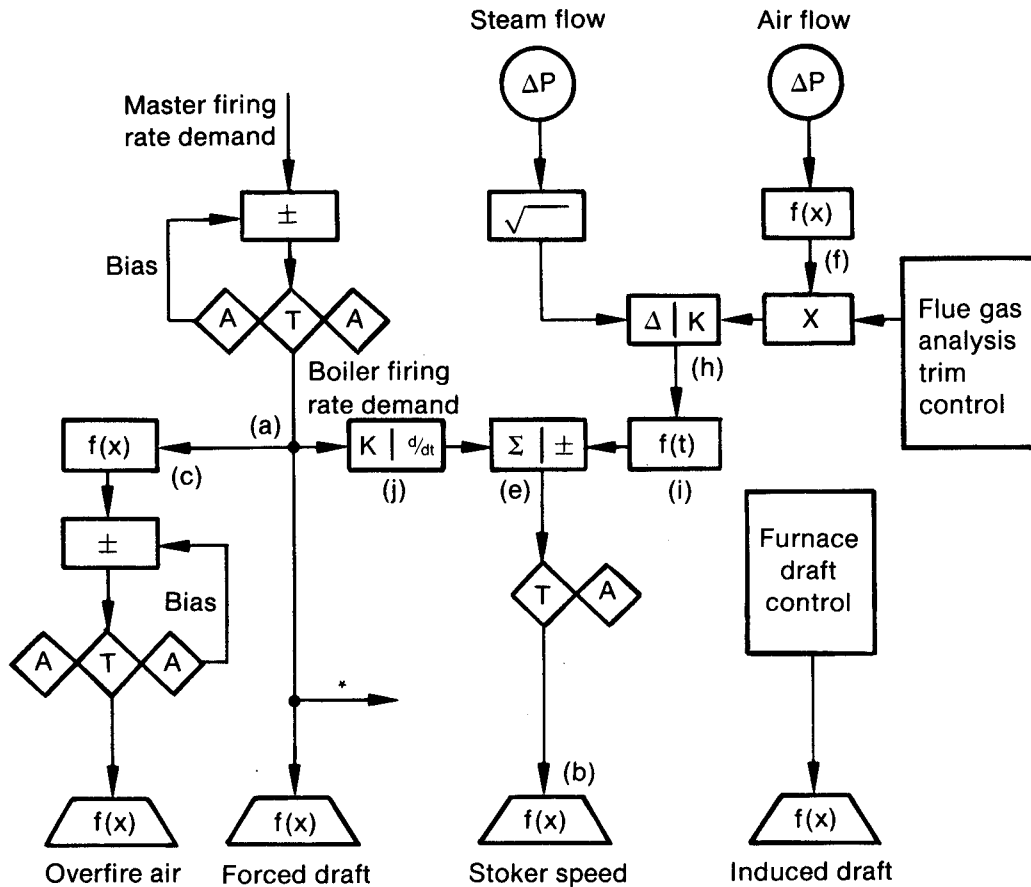 Steam flow
Air flow
ΔP
ΔP
Master firing
rate demand
±
√
f(x)
Bias
(f)
A
T
A
Δ | K
X
Flue gas
analysis
trim
control
(h)
Boiler firing
rate demand
(a)
f(x)
K | d/dt
Σ | ±
f(t)
(c)
(j)
(e)
(i)
±
Furnace
draft
control
Bias
T
A
A
T
A
*
(b)
f(x)
f(x)
f(x)
f(x)
Overfire air
Forced draft
Stoker speed
Induced draft